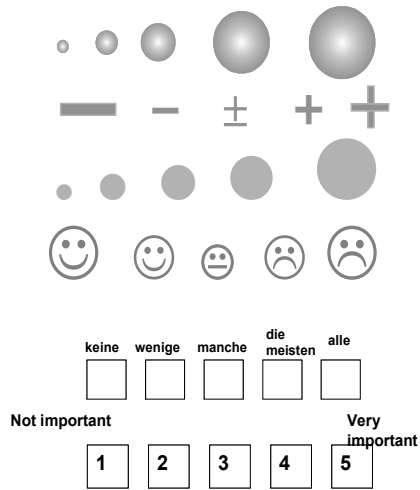 keine wenige manche die meisten alle
Not important Very important
1 2 3 4 5